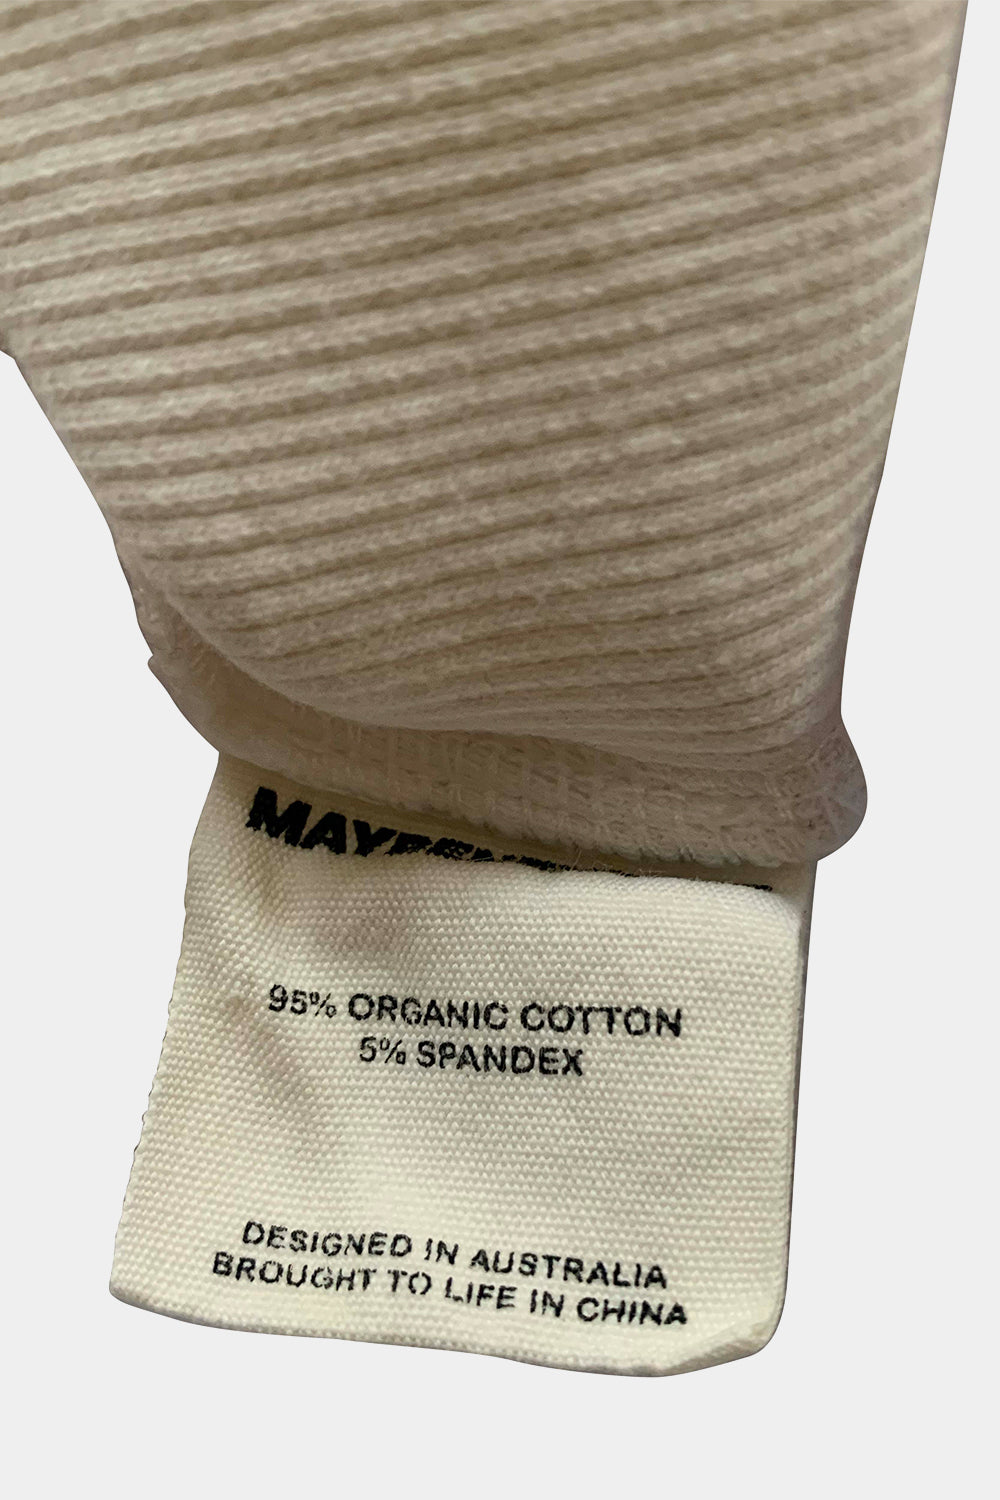 95% ORGANIC COTTON
5% SPANDEX
DESIGNED IN AUSTRALIA
BROUGHT TO LIFE IN CHINA